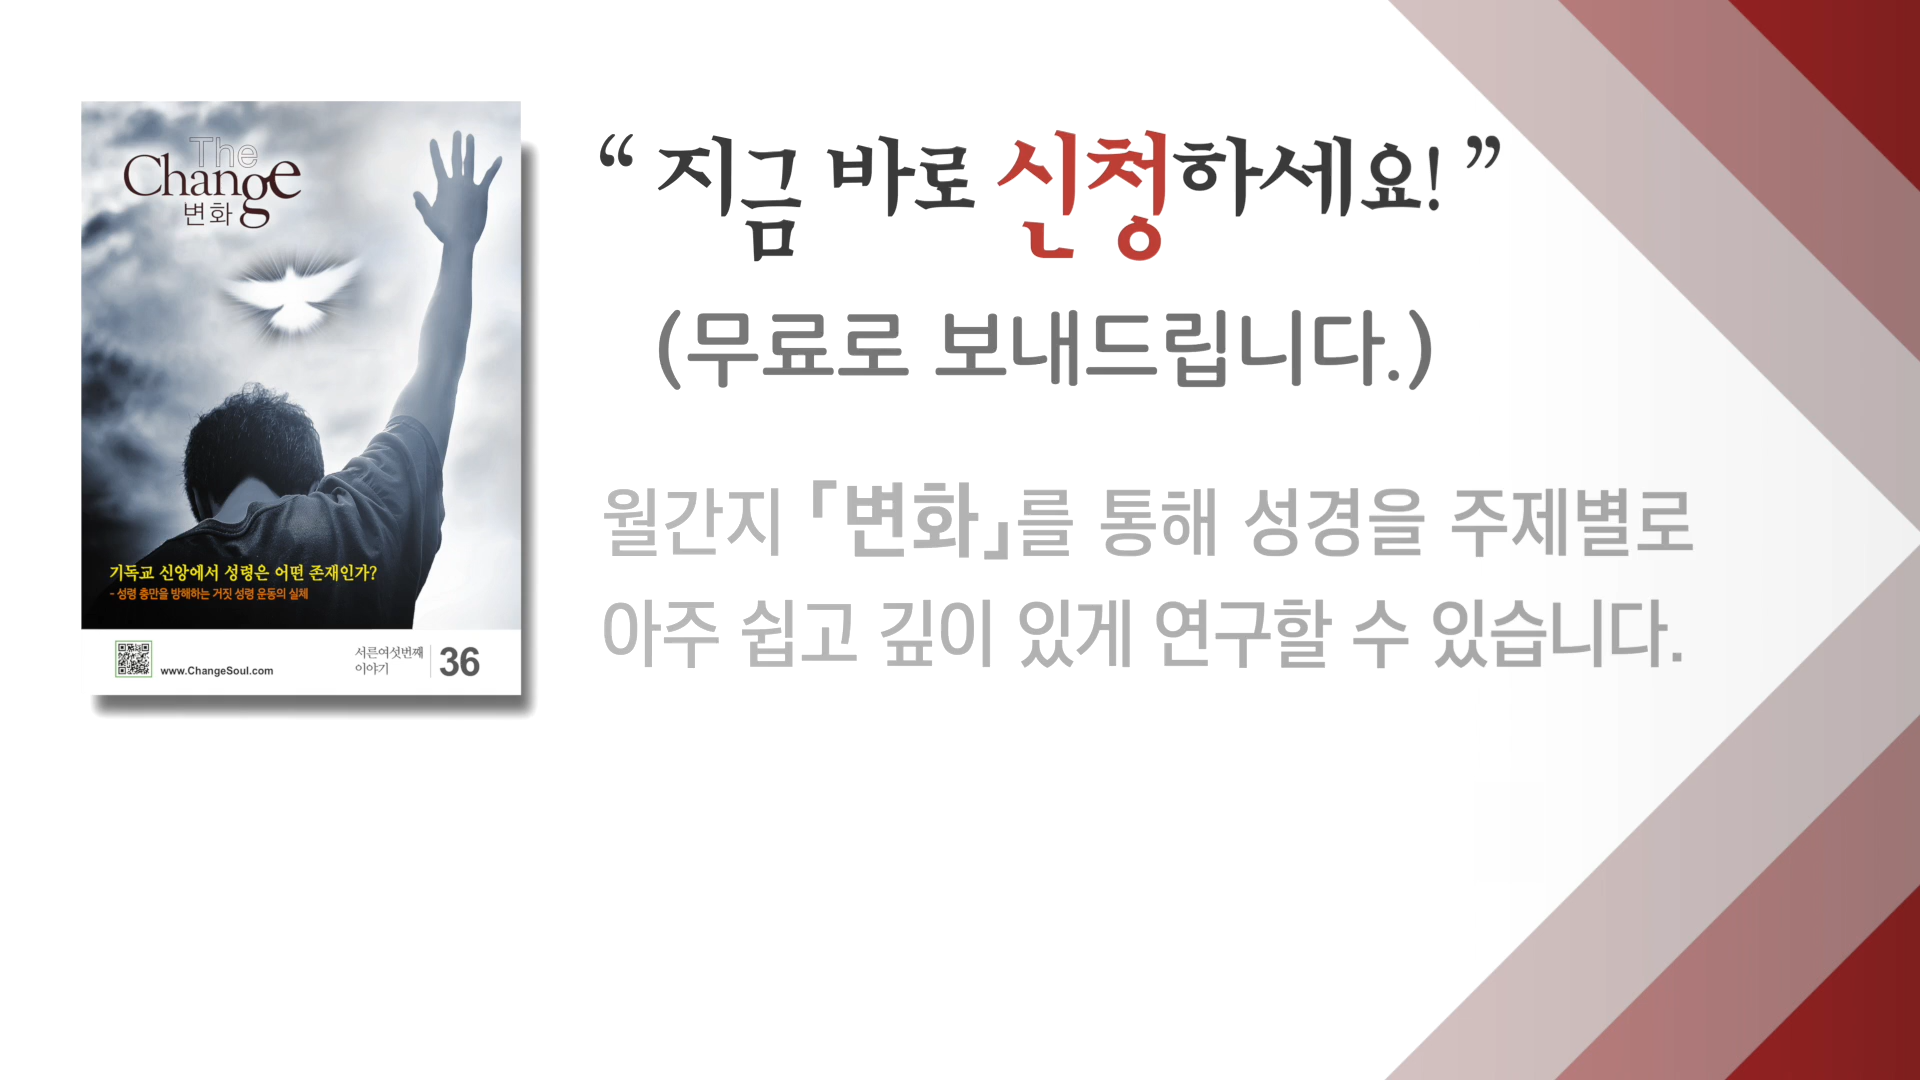 The
Change
변화
기독교 신앙에서 성령은 어떤 존재인가?
- 성령 충만을 방해하는 거짓 성령 운동의 실체
www.ChangeSoul.com
서른여섯번째
이야기
36
“ 지금 바로 신청하세요! ”
(무료로 보내드립니다.)
월간지 「변화」를 통해 성경을 주제별로
아주 쉽고 깊이 있게 연구할 수 있습니다.